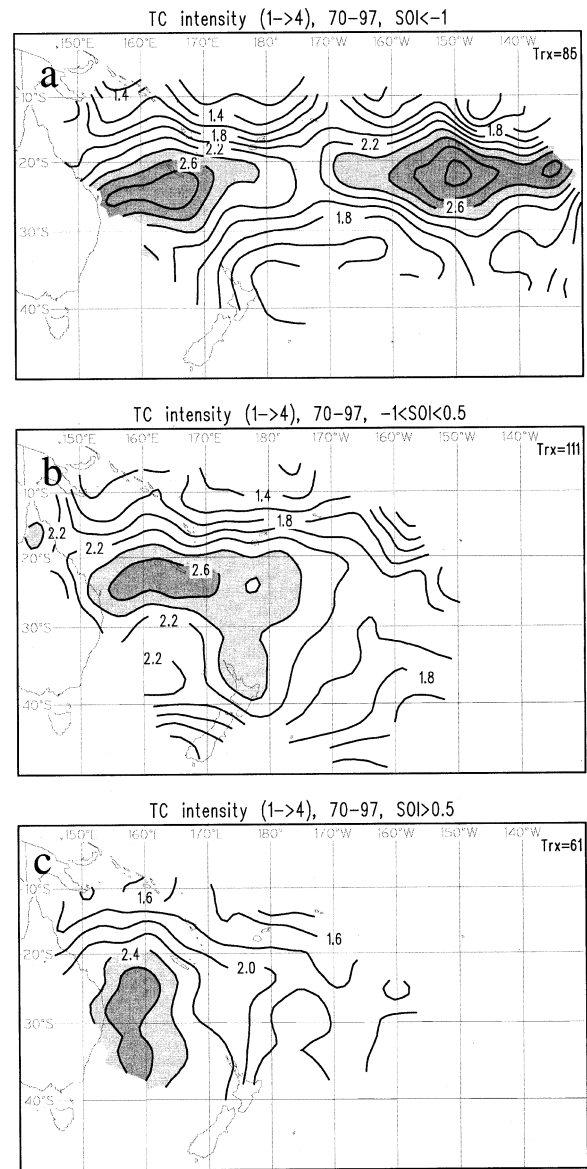 TC intensity (1->4), 70-97, SOI<-1
a
150°E 160°E 170°E 180° 170°W 160°W 150°W 140°W
Trx=85
10°S
1.4
1.4
1.8
1.8
2.2
2.2
20°S
2.6
2.6
30°S
1.8
40°S
TC intensity (1->4), 70-97, -1<SOI<0.5
b
150°E 160°E 170°E 180° 170°W 160°W 150°W 140°W
Trx=111
10°S
1.4
1.8
2.2
2.2
20°S
2.6
2.2
30°S
2.2
1.8
40°S
TC intensity (1->4), 70-97, SOI>0.5
c
150°E 160°E 170°E 180° 170°W 160°W 150°W 140°W
Trx=61
10°S
1.6
1.6
20°S
2.4
2.0
30°S
40°S